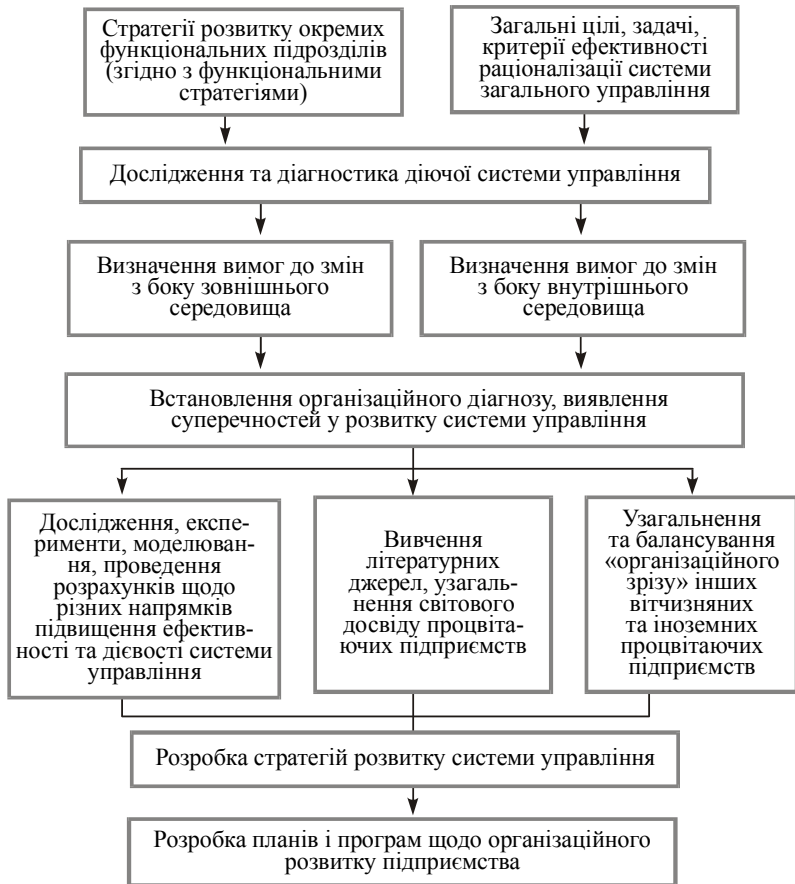 Стратегії розвитку окремих
функціональних підрозділів
(згідно з функціональними
стратегіями)
Загальні цілі, задачі,
критерії ефективності
раціоналізації системи
загального управління
Дослідження та діагностика діючої системи управління
Визначення вимог до змін
з боку зовнішнього
середовища
Визначення вимог до змін
з боку внутрішнього
середовища
Встановлення організаційного діагнозу, виявлення
суперечностей у розвитку системи управління
Дослідження, експе-
рименти, моделюван-
ня, проведення
розрахунків щодо
різних напрямків
підвищення ефектив-
ності та дієвості системи
управління
Вивчення
літературних
джерел, узагаль-
нення світового
досвіду процвіта-
ючих підприємств
Узагальнення
та балансування
«організаційного
зрізу» інших
вітчизняних
та іноземних
процвітаючих
підприємств
Розробка стратегій розвитку системи управління
Розробка планів і програм щодо організаційного
розвитку підприємства